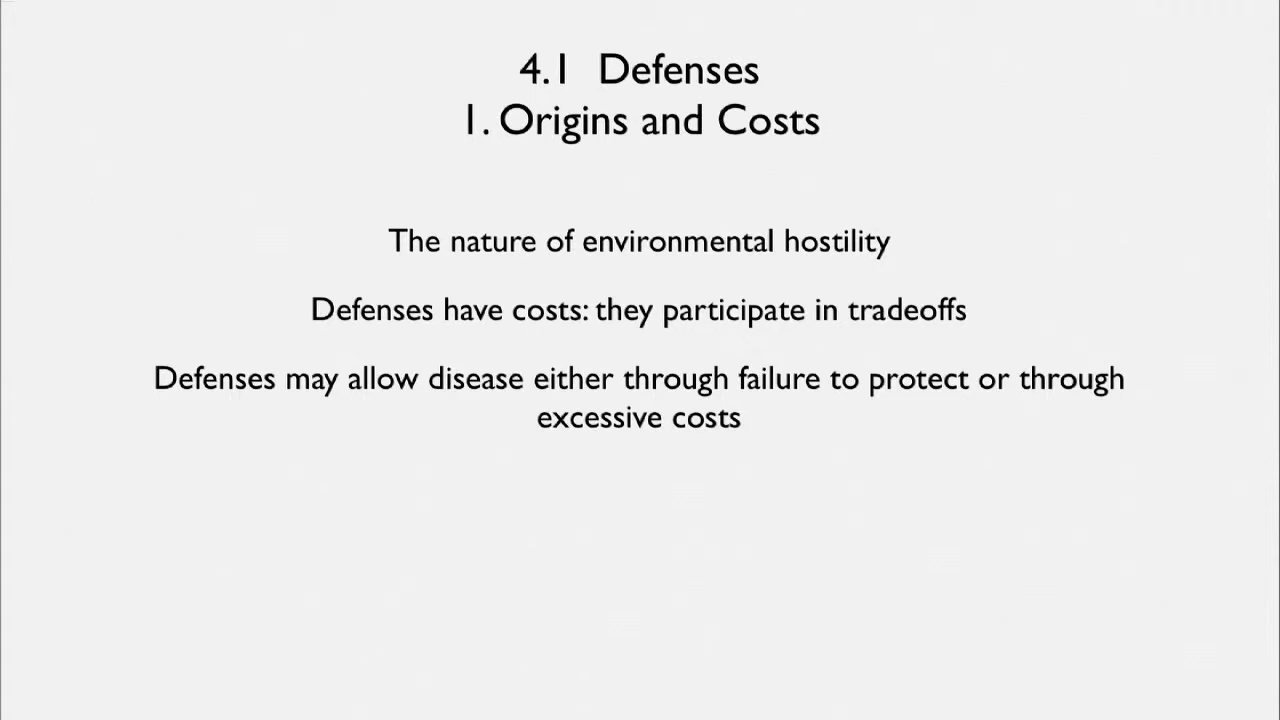 4.1 Defenses
1. Origins and Costs
The nature of environmental hostility
Defenses have costs: they participate in tradeoffs
Defenses may allow disease either through failure to protect or through
excessive costs